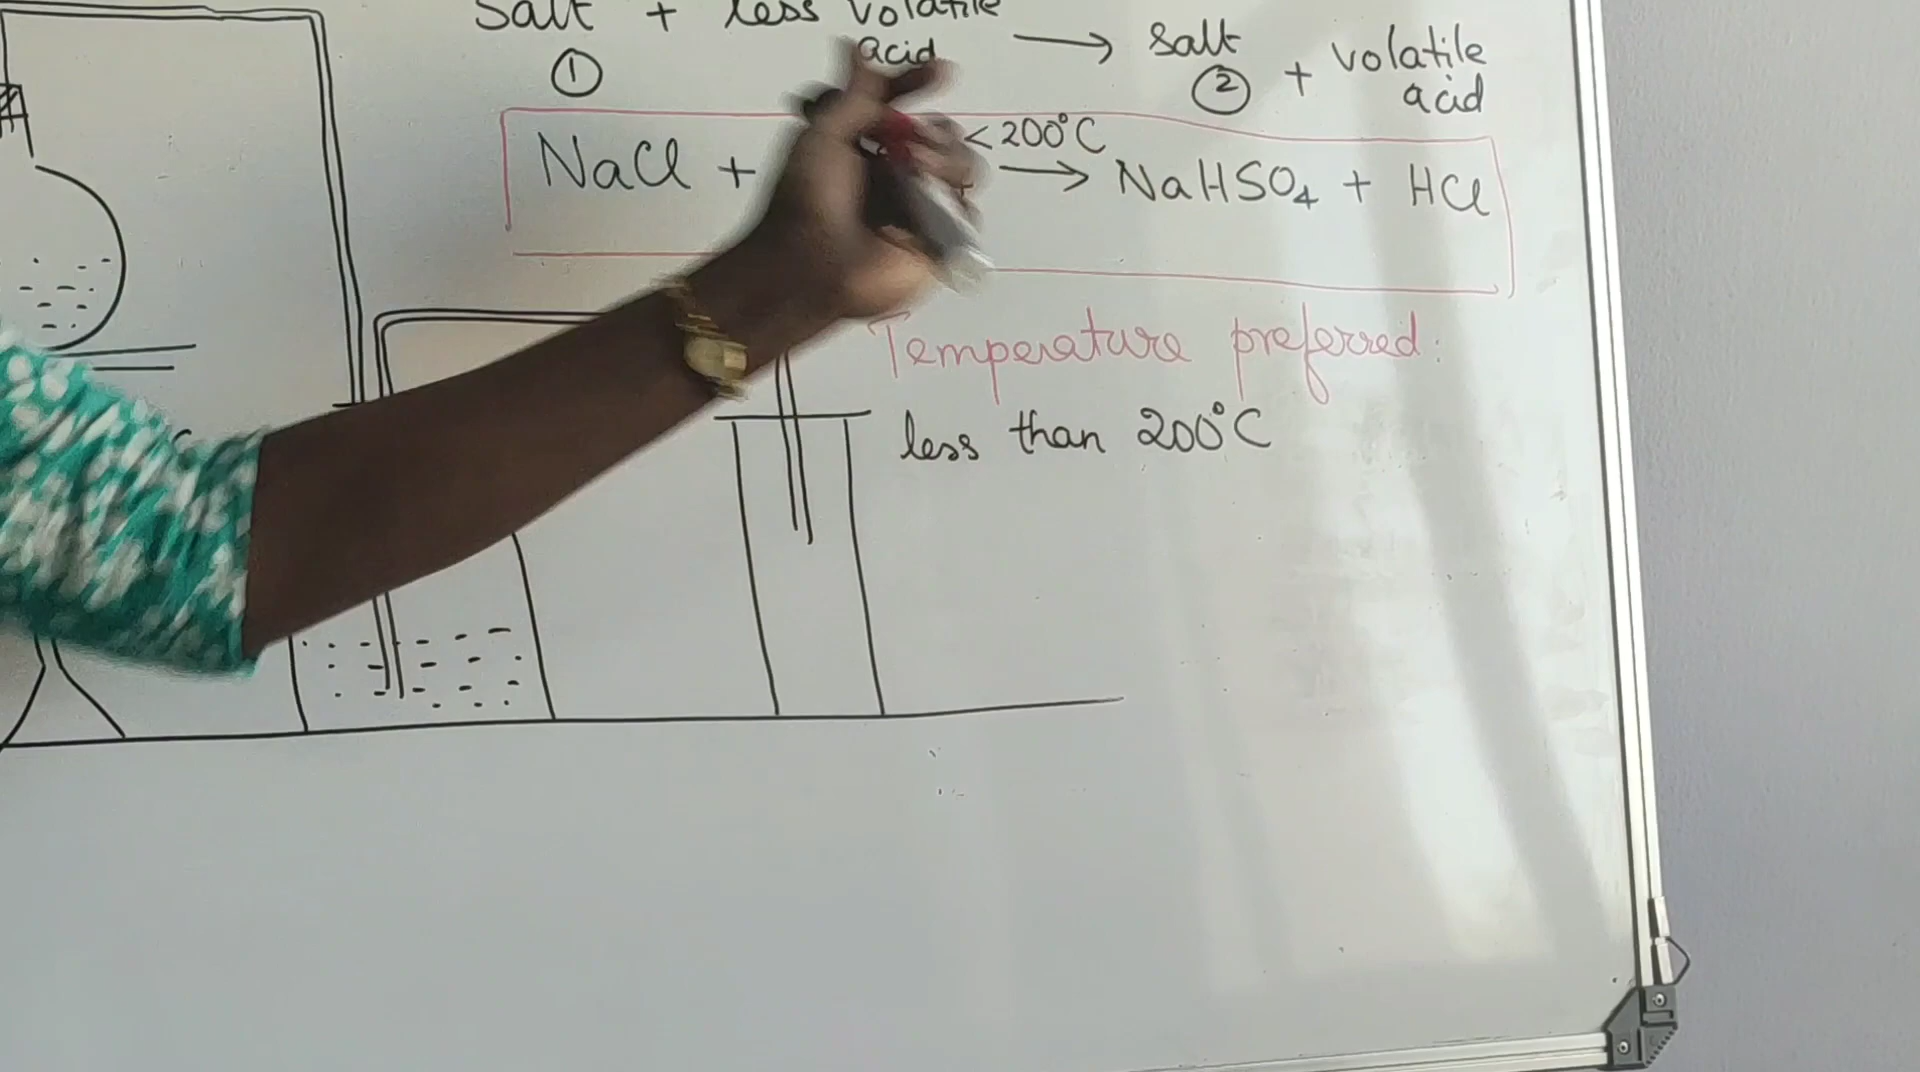 Salt + less volatile
acid → salt + volatile
① ② acid
NaCl + <200°C → NaHSO₄ + HCl
Temperature preferred:
less than 200°C